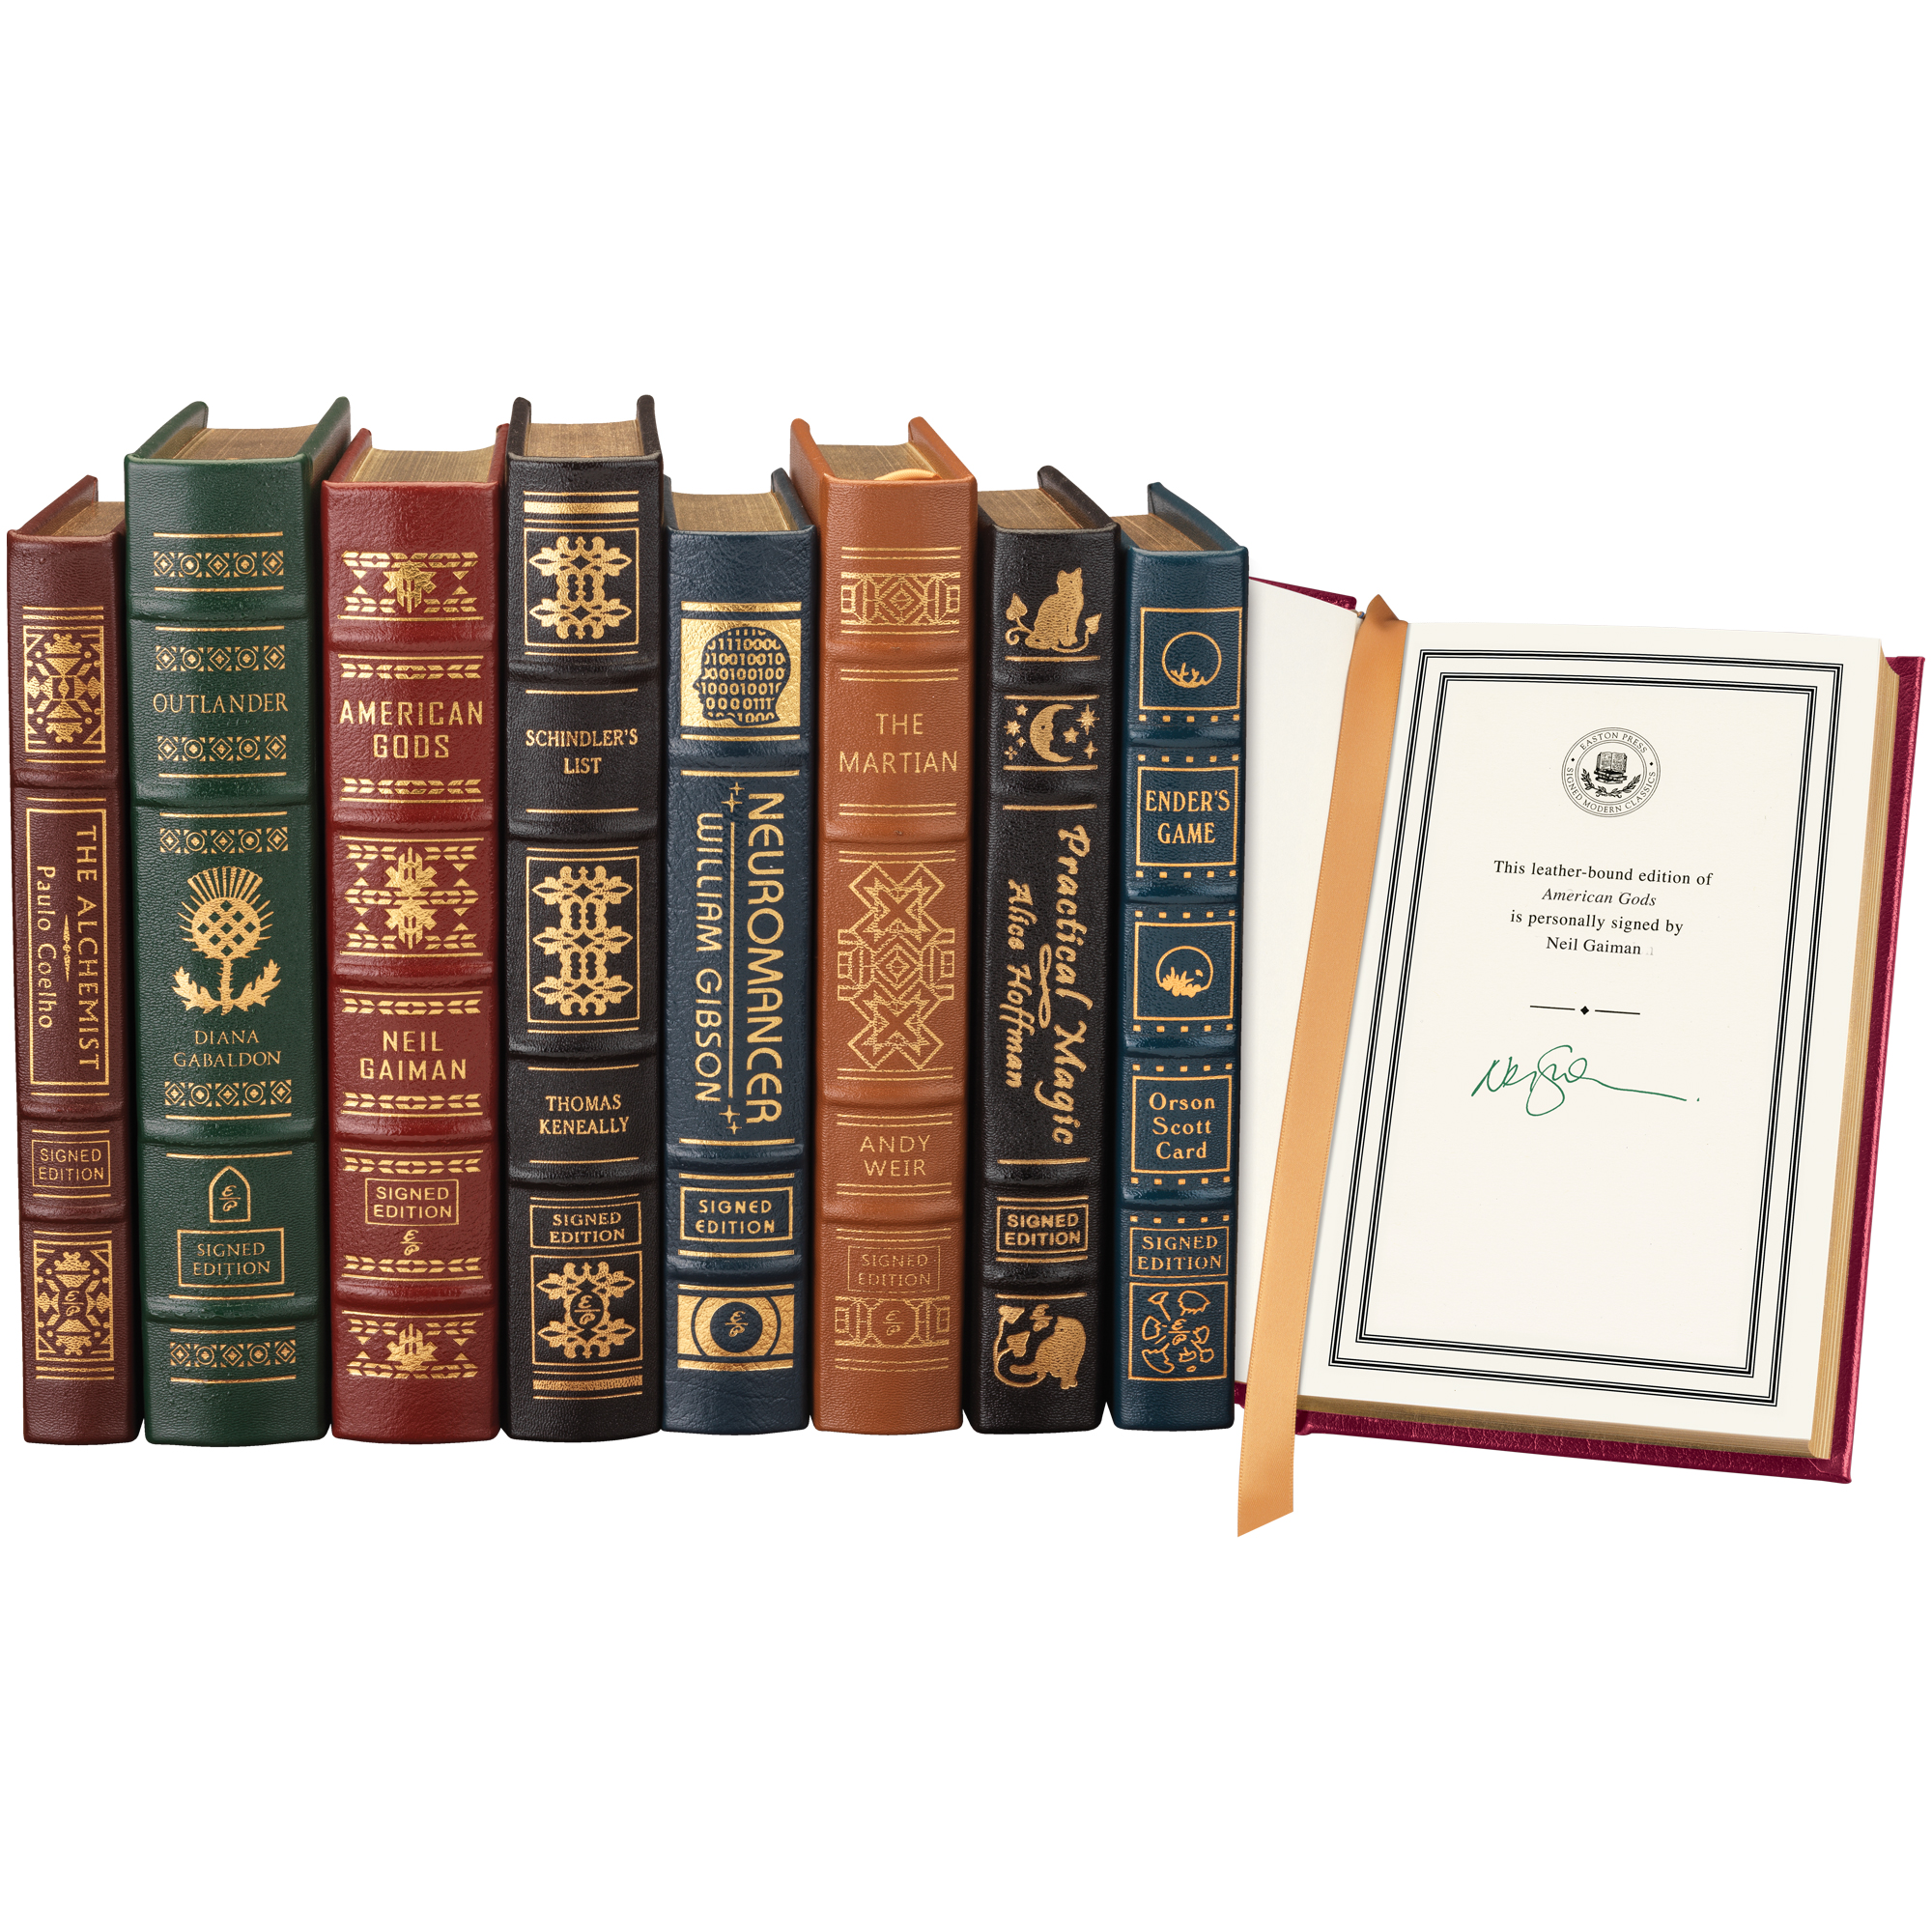 THE ALCHEMIST
Paulo Coelho
SIGNED
EDITION
OUTLANDER
DIANA
GABALDON
SIGNED
EDITION
AMERICAN
GODS
NEIL
GAIMAN
SIGNED
EDITION
SCHINDLER'S
LIST
THOMAS
KENEALLY
SIGNED
EDITION
NEUROMANCER
WILLIAM GIBSON
SIGNED
EDITION
THE
MARTIAN
ANDY
WEIR
SIGNED
EDITION
Practical Magic
Alice Hoffman
SIGNED
EDITION
ENDER'S
GAME
Orson
Scott
Card
SIGNED
EDITION
EASTON PRESS
SIGNED MODERN CLASSICS
This leather-bound edition of
American Gods
is personally signed by
Neil Gaiman